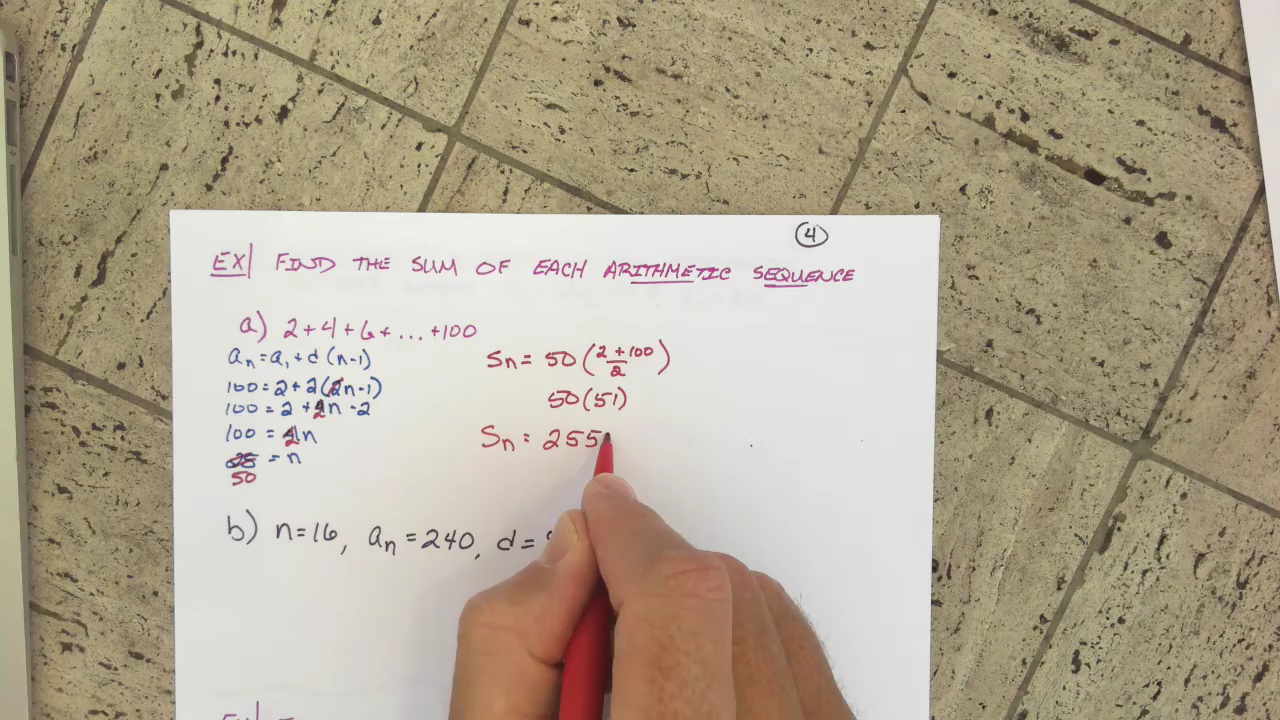 ④
EX| FIND THE SUM OF EACH ARITHMETIC SEQUENCE
a) 2+4+6+...+100
aₙ = a₁ + d(n-1)
100 = 2 + 2(2n-1)
100 = 2 + 2n - 2
100 = 2n
25 = n
50
Sₙ = 50(2+100/2)
50(51)
Sₙ = 255
b) n=16, aₙ = 240, d =
EX|